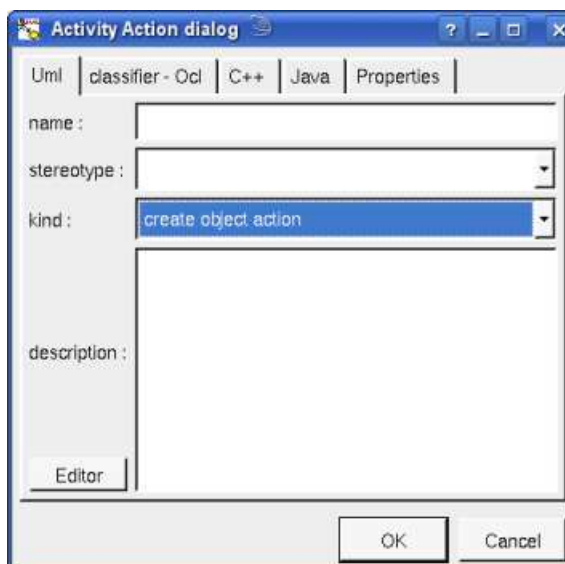 Activity Action dialog
Uml classifier - Ocl C++ Java Properties
name :
stereotype :
kind : create object action
description :
Editor
OK Cancel